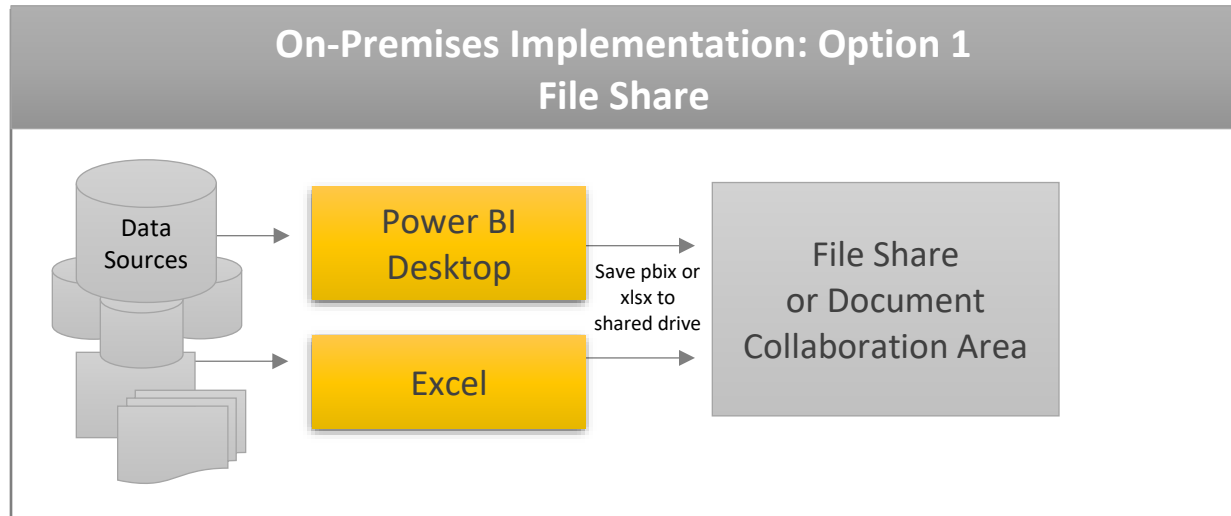 On-Premises Implementation: Option 1
File Share
Data
Sources
Power BI
Desktop
Save pbix or
xlsx to
shared drive
Excel
File Share
or Document
Collaboration Area